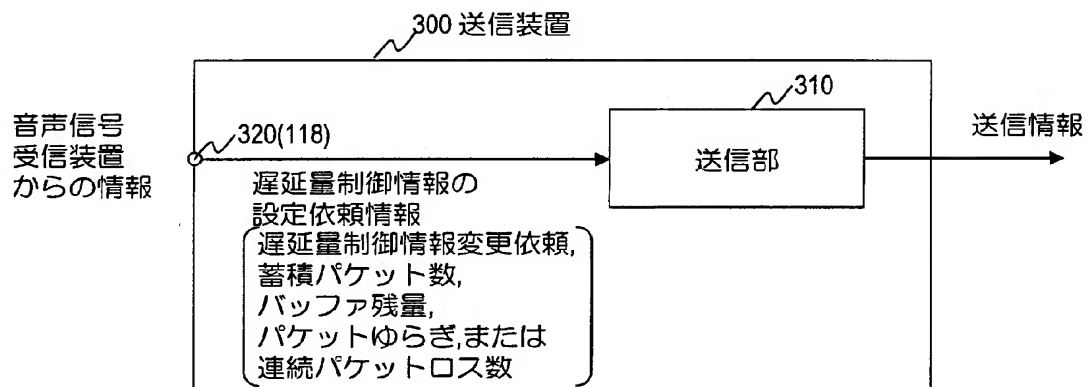 300 送信装置
310
音声信号
受信装置
からの情報
320(118)
送信部
送信情報
遅延量制御情報の
設定依頼情報
遅延量制御情報変更依頼,
蓄積パケット数,
バッファ残量,
パケットゆらぎ,または
連続パケットロス数